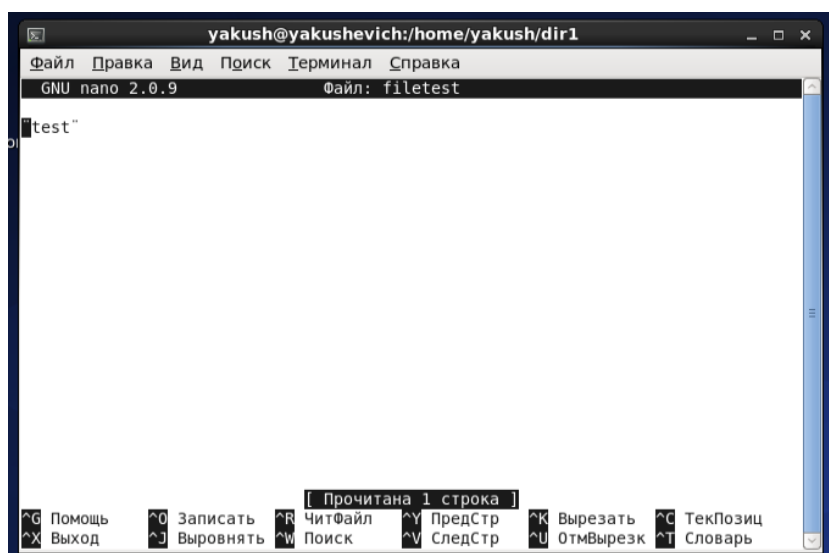 yakush@yakushevich:/home/yakush/dir1
Файл Правка Вид Поиск Терминал Справка
GNU nano 2.0.9 Файл: filetest
¨test¨
[ Прочитана 1 строка ]
^G Помощь ^O Записать ^R ЧитФайл ^Y ПредСтр ^K Вырезать ^C ТекПозиц
^X Выход ^J Выровнять ^W Поиск ^V СледСтр ^U ОтмВырезк ^T Словарь